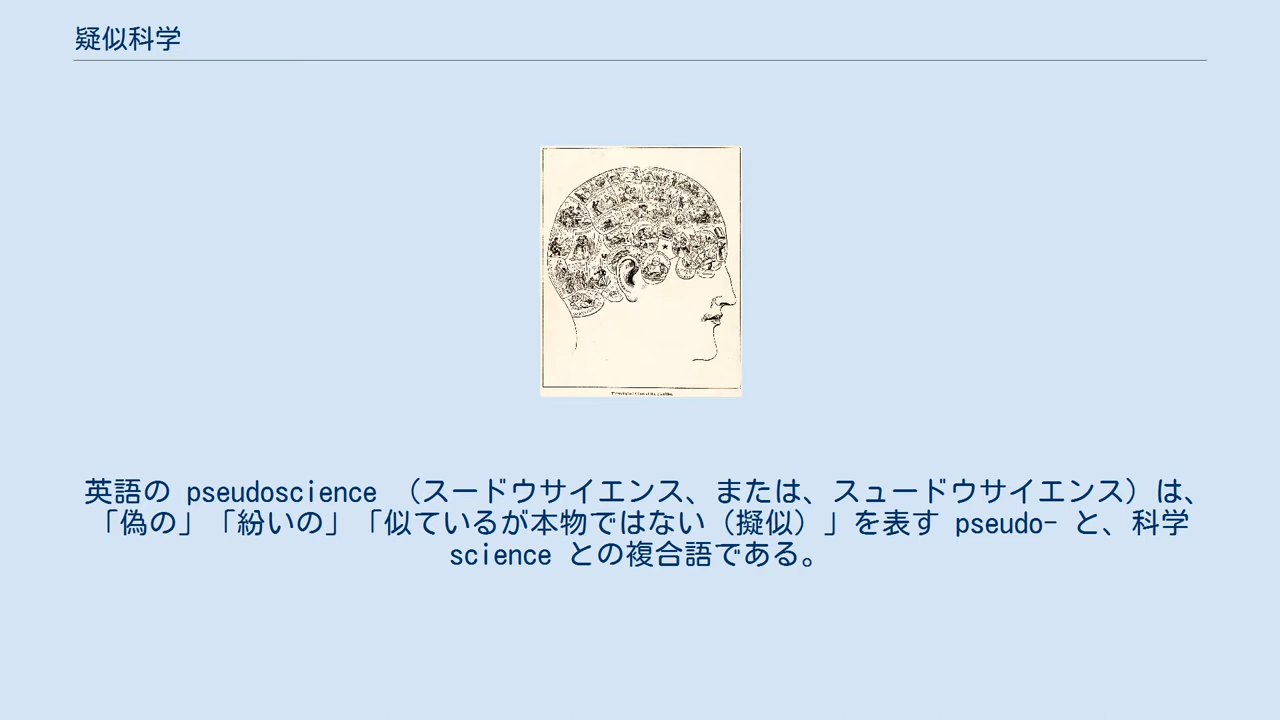 疑似科学
英語の pseudoscience （スードウサイエンス、または、スュードウサイエンス）は、
「偽の」「紛いの」「似ているが本物ではない（擬似）」を表す pseudo- と、科学
science との複合語である。